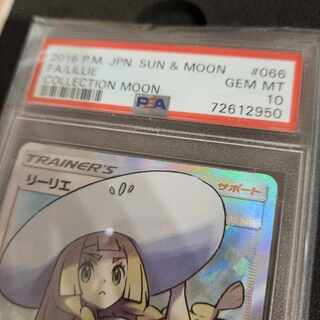 2016 P.M. JPN. SUN & MOON #066
FA/LILLIE GEM MT
COLLECTION MOON 10
PSA 72612950
TRAINER'S
リーリエ サポート